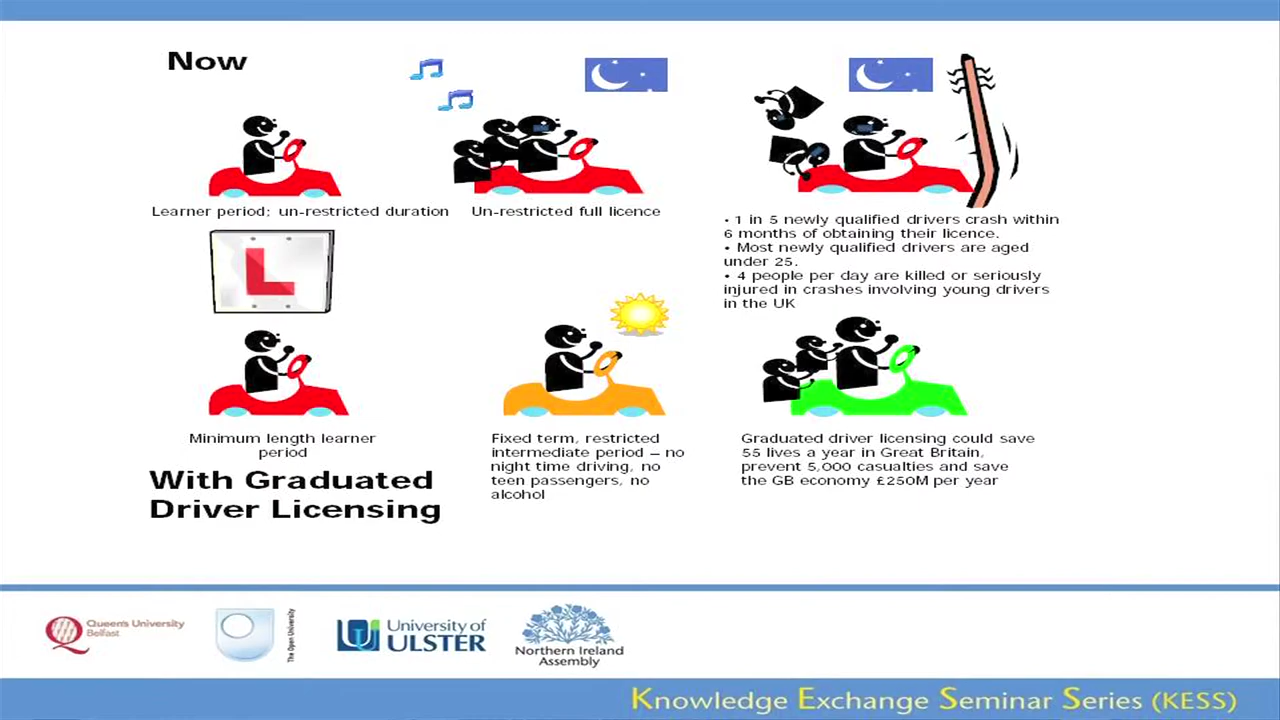 Now
Learner period; un-restricted duration
Un-restricted full licence
• 1 in 5 newly qualified drivers crash within
6 months of obtaining their licence.
• Most newly qualified drivers are aged
under 25.
• 4 people per day are killed or seriously
injured in crashes involving young drivers
in the UK
L
Minimum length learner
period
Fixed term, restricted
intermediate period – no
night time driving, no
teen passengers, no
alcohol
Graduated driver licensing could save
55 lives a year in Great Britain,
prevent 5,000 casualties and save
the GB economy £250M per year
With Graduated
Driver Licensing
Queen's University
Belfast
The Open University
University of
ULSTER
Northern Ireland
Assembly
Knowledge Exchange Seminar Series (KESS)